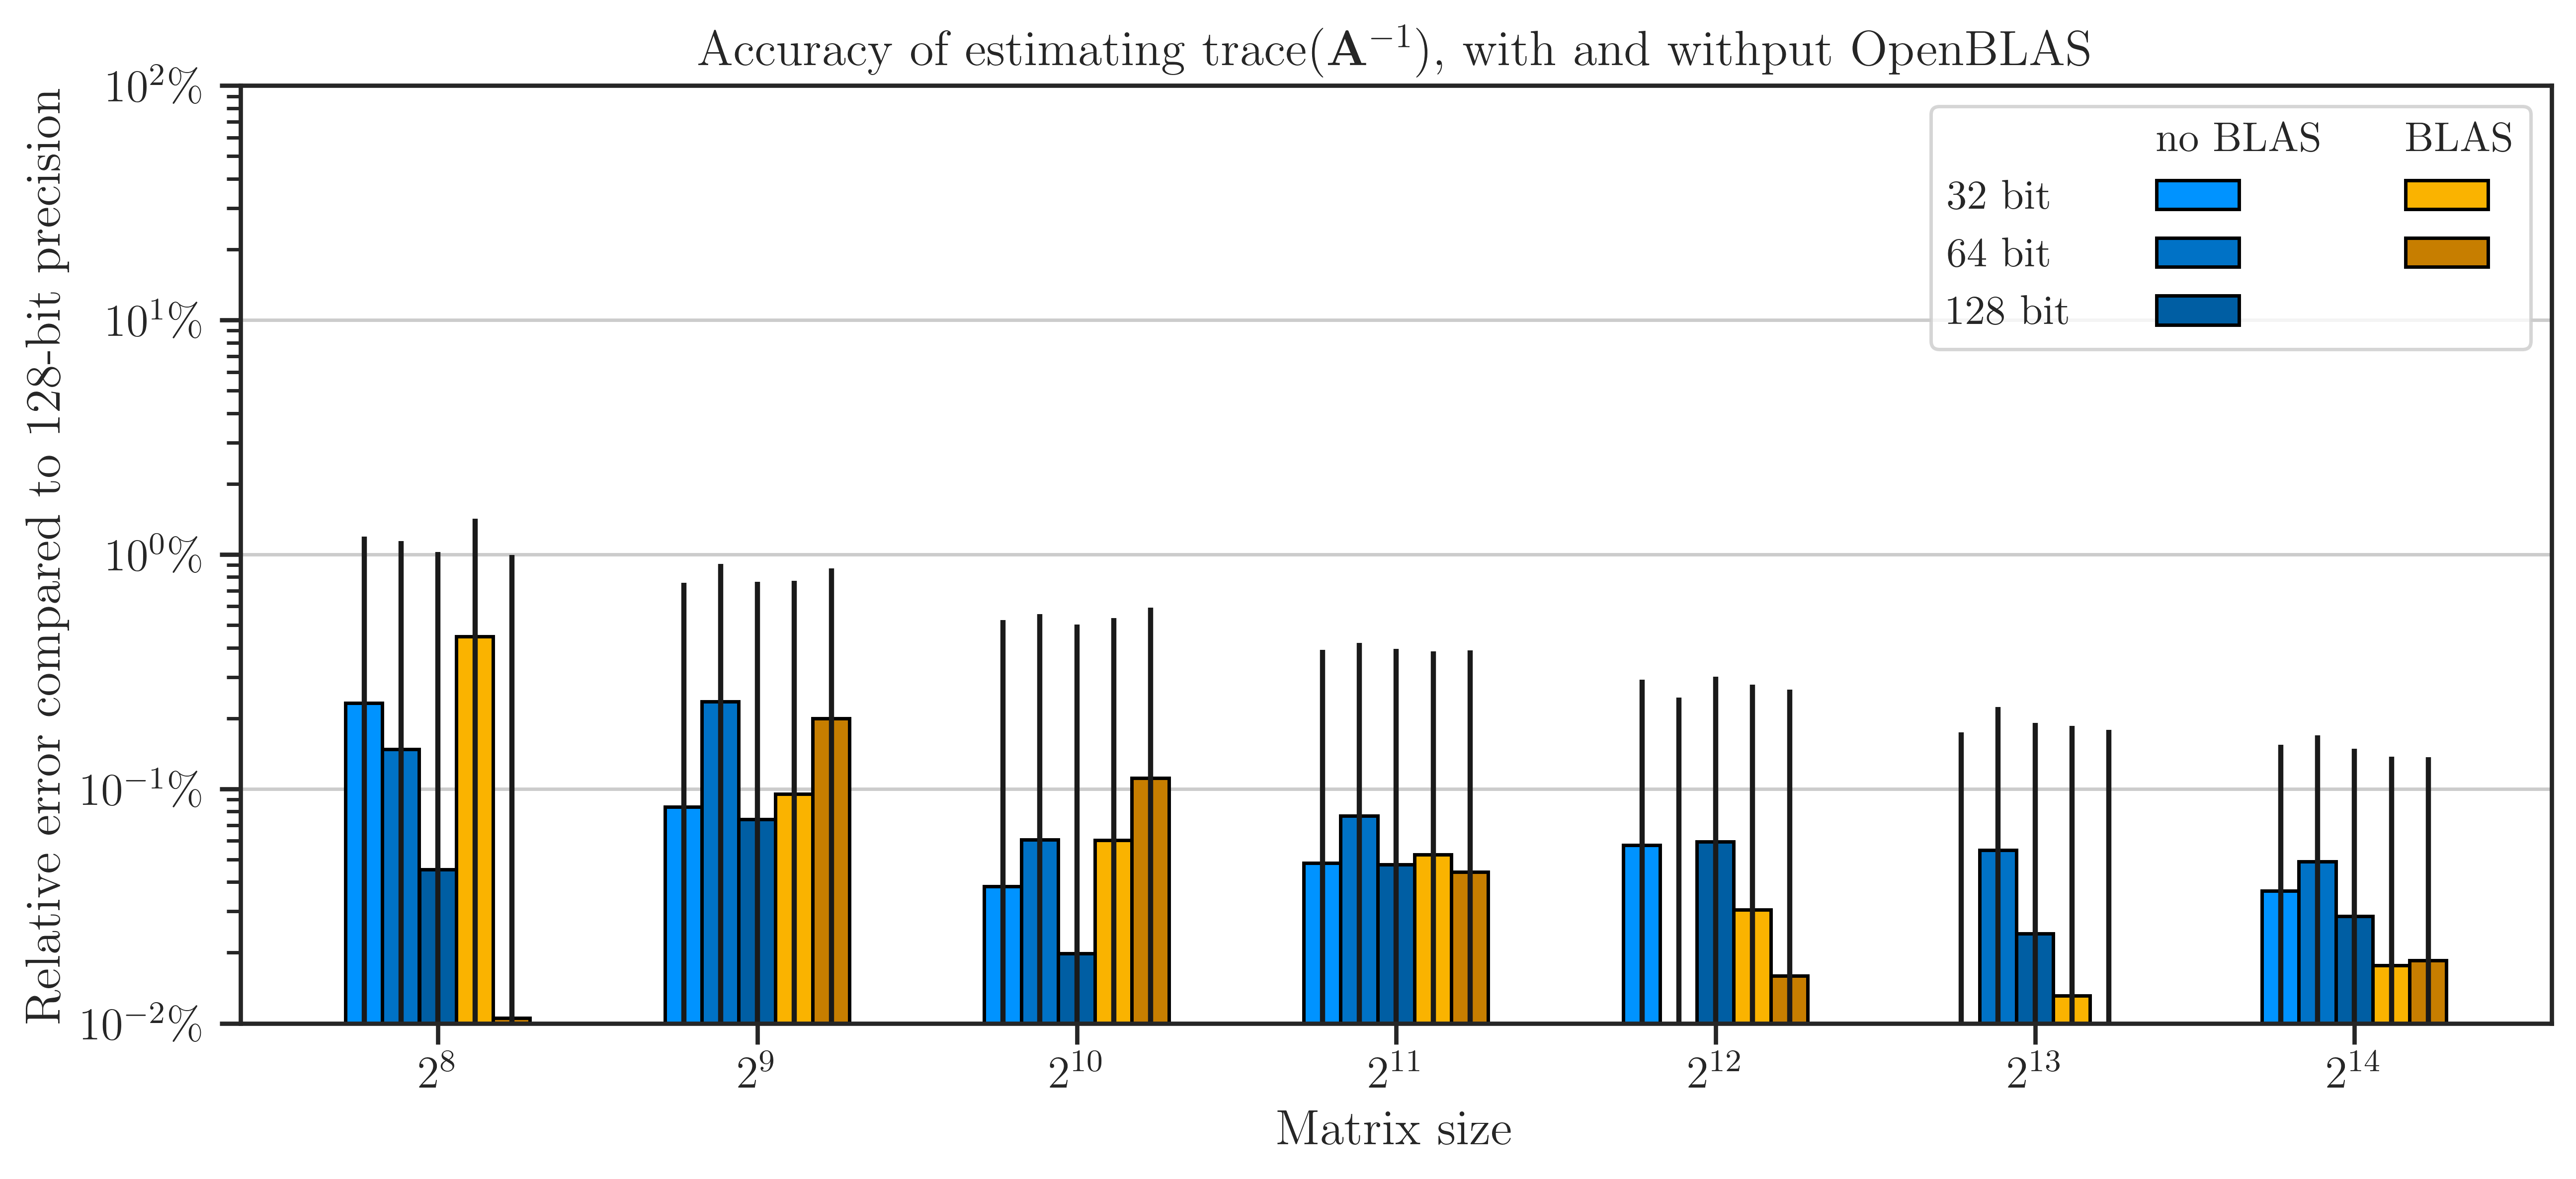 Accuracy of estimating trace(A⁻¹), with and withput OpenBLAS
Relative error compared to 128-bit precision
10²%
10¹%
10⁰%
10⁻¹%
10⁻²%
no BLAS BLAS
32 bit
64 bit
128 bit
2⁸ 2⁹ 2¹⁰ 2¹¹ 2¹² 2¹³ 2¹⁴
Matrix size